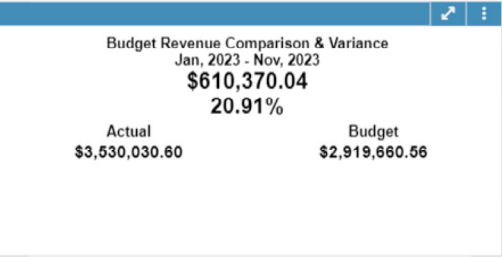 Budget Revenue Comparison & Variance
Jan, 2023 - Nov, 2023
$610,370.04
20.91%
Actual Budget
$3,530,030.60 $2,919,660.56